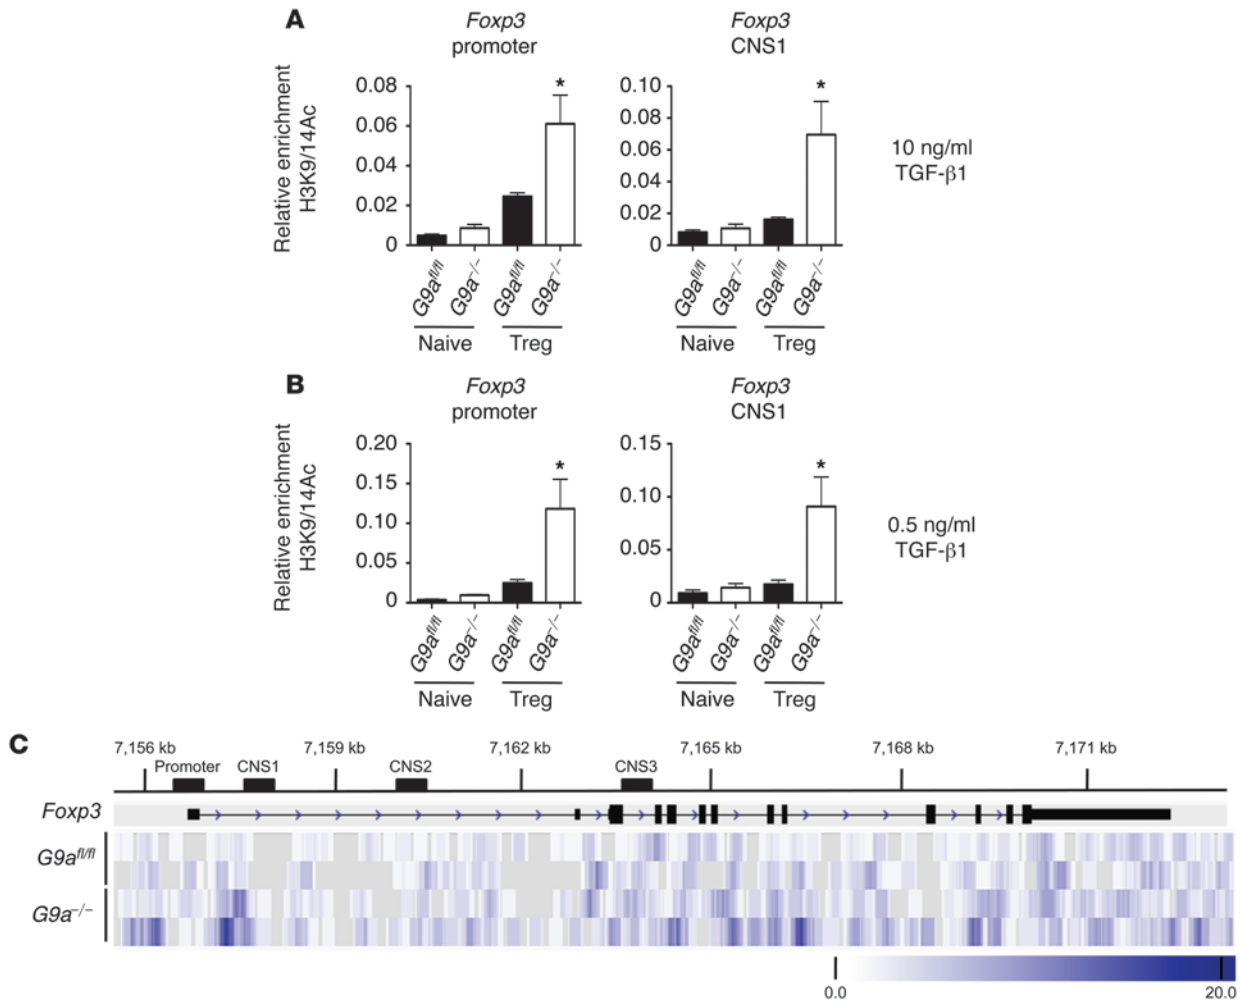 A
Foxp3
promoter
Foxp3
CNS1
Relative enrichment
H3K9/14Ac
0.08
0.06
0.04
0.02
0
0.10
0.08
0.06
0.04
0.02
0
*
*
10 ng/ml
TGF-β1
G9afl/fl
G9a–/–
G9afl/fl
G9a–/–
G9afl/fl
G9a–/–
G9afl/fl
G9a–/–
Naive
Treg
Naive
Treg
B
Foxp3
promoter
Foxp3
CNS1
Relative enrichment
H3K9/14Ac
0.20
0.15
0.10
0.05
0
0.15
0.10
0.05
0
*
*
0.5 ng/ml
TGF-β1
G9afl/fl
G9a–/–
G9afl/fl
G9a–/–
G9afl/fl
G9a–/–
G9afl/fl
G9a–/–
Naive
Treg
Naive
Treg
C
7,156 kb 7,159 kb 7,162 kb 7,165 kb 7,168 kb 7,171 kb
Promoter CNS1 CNS2 CNS3
Foxp3
G9afl/fl
G9a–/–
0.0 20.0